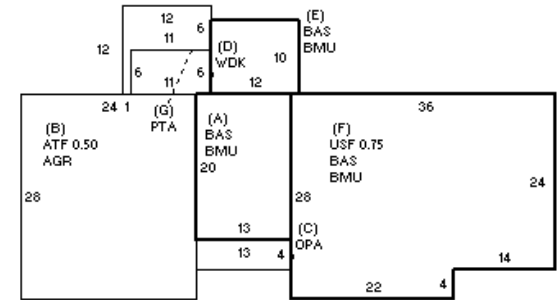 12
11
6
12
6
6
11
(D)
WDK
10
12
(E)
BAS
BMU
24
1
(G)
PTA
(B)
ATF 0.50
AGR
28
(A)
BAS
BMU
20
13
13
4
(C)
OPA
36
(F)
USF 0.75
BAS
BMU
28
24
14
4
22